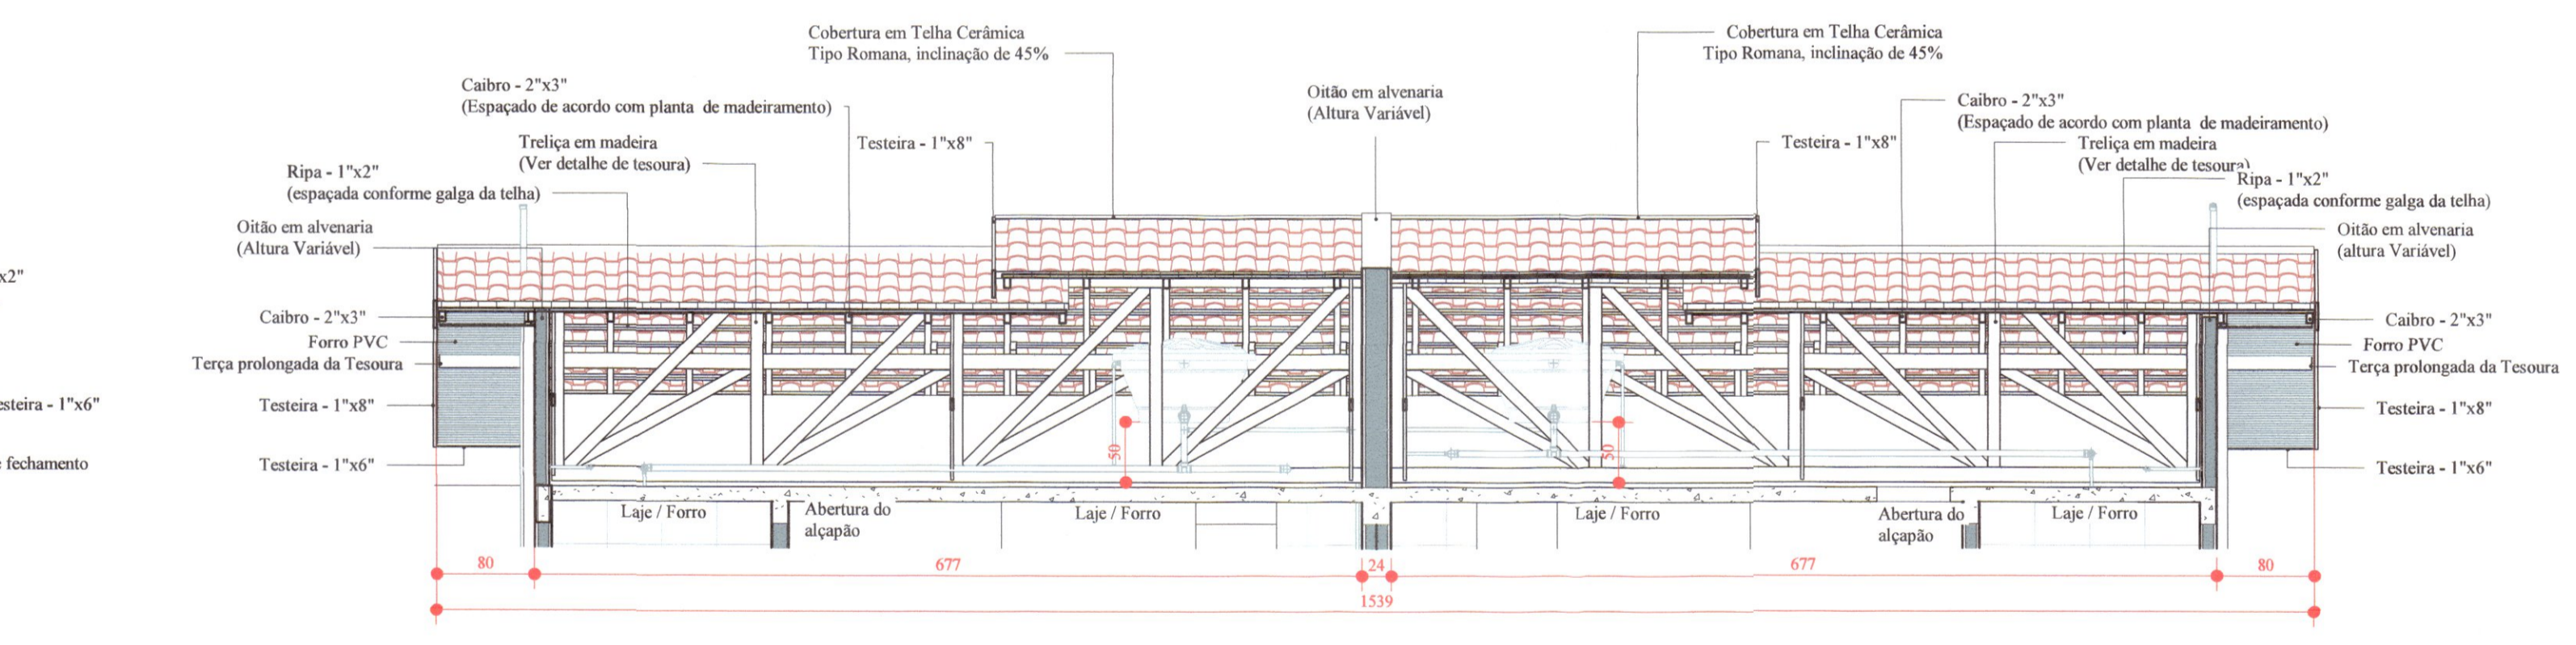 Cobertura em Telha Cerâmica
Tipo Romana, inclinação de 45%
Cobertura em Telha Cerâmica
Tipo Romana, inclinação de 45%
Caibro - 2"x3"
(Espaçado de acordo com planta de madeiramento)
Oitão em alvenaria
(Altura Variável)
Caibro - 2"x3"
(Espaçado de acordo com planta de madeiramento)
Treliça em madeira
(Ver detalhe de tesoura)
Testeira - 1"x8"
Testeira - 1"x8"
Treliça em madeira
(Ver detalhe de tesoura)
Ripa - 1"x2"
(espaçada conforme galga da telha)
Ripa - 1"x2"
(espaçada conforme galga da telha)
Oitão em alvenaria
(Altura Variável)
Oitão em alvenaria
(altura Variável)
x2"
Caibro - 2"x3"
Caibro - 2"x3"
Forro PVC
Forro PVC
Terça prolongada da Tesoura
Terça prolongada da Tesoura
esteira - 1"x6"
Testeira - 1"x8"
Testeira - 1"x8"
e fechamento
Testeira - 1"x6"
50
50
Testeira - 1"x6"
Laje / Forro
Abertura do
alçapão
Laje / Forro
Laje / Forro
Abertura do
alçapão
Laje / Forro
80
677
24
677
80
1539